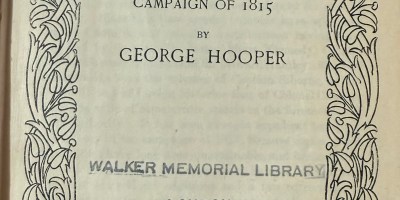 CAMPAIGN OF 1815
BY
GEORGE HOOPER
WALKER MEMORIAL LIBRARY